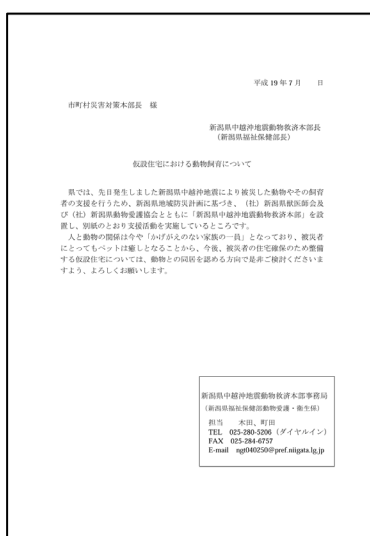 平成 19 年 7 月　　日
市町村災害対策本部長　様
新潟県中越沖地震動物救済本部長
（新潟県福祉保健部長）
仮設住宅における動物飼育について
県では、先日発生しました新潟県中越沖地震により被災した動物やその飼育
者の支援を行うため、新潟県地域防災計画に基づき、（社）新潟県獣医師会及
び（社）新潟県動物愛護協会とともに「新潟県中越沖地震動物救済本部」を設
置し、別紙のとおり支援活動を実施しているところです。
人と動物の関係は今や「かけがえのない家族の一員」となっており、被災者
にとってもペットは癒しとなることから、今後、被災者の住宅確保のため整備
する仮設住宅については、動物との同居を認める方向で是非ご検討くださいま
すよう、よろしくお願いします。
新潟県中越沖地震動物救済本部事務局
（新潟県福祉保健部動物愛護・衛生係）
担当　　木田、町田
TEL　025-280-5206（ダイヤルイン）
FAX　025-284-6757
E-mail　ngt040250@pref.niigata.lg.jp